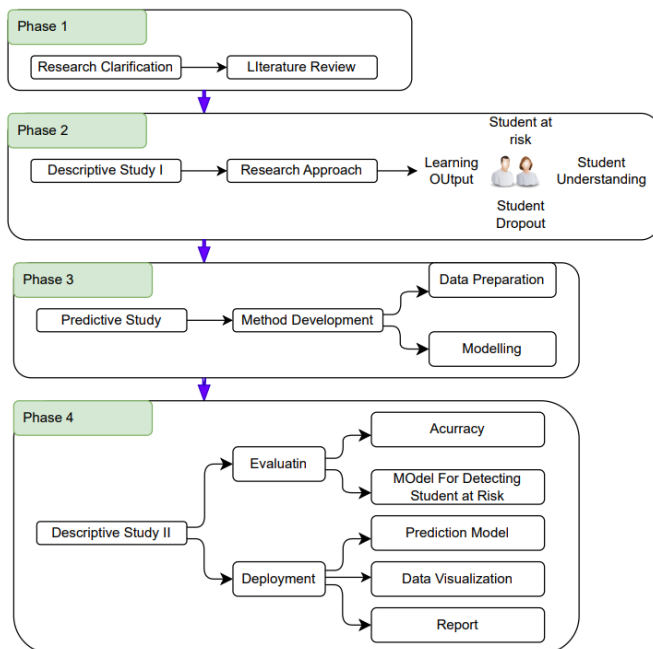 Phase 1
Research Clarification
LIterature Review
Phase 2
Descriptive Study I
Research Approach
Learning
OUtput
Student at
risk
Student
Dropout
Student
Understanding
Phase 3
Predictive Study
Method Development
Data Preparation
Modelling
Phase 4
Descriptive Study II
Evaluatin
Acurracy
MOdel For Detecting
Student at Risk
Deployment
Prediction Model
Data Visualization
Report